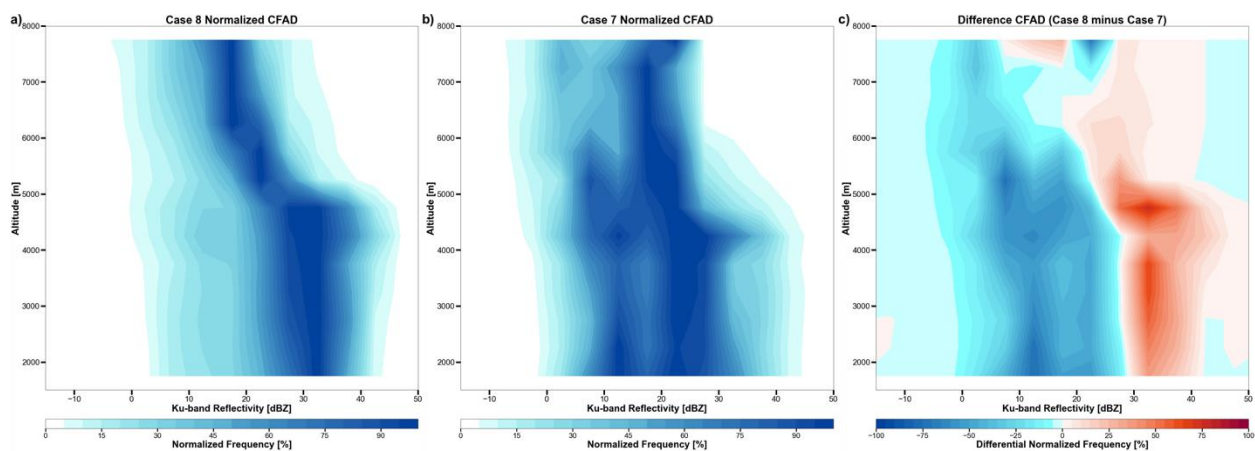 a) Case 8 Normalized CFAD
b) Case 7 Normalized CFAD
c) Difference CFAD (Case 8 minus Case 7)
8000
7000
6000
5000
4000
3000
2000
Altitude [m]
-10 0 10 20 30 40 50
Ku-band Reflectivity [dBZ]
0 15 30 45 60 75 90
Normalized Frequency [%]
8000
7000
6000
5000
4000
3000
2000
Altitude [m]
-10 0 10 20 30 40 50
Ku-band Reflectivity [dBZ]
0 15 30 45 60 75 90
Normalized Frequency [%]
8000
7000
6000
5000
4000
3000
2000
Altitude [m]
-10 0 10 20 30 40 50
Ku-band Reflectivity [dBZ]
-100 -75 -50 -25 0 25 50 75 100
Differential Normalized Frequency [%]